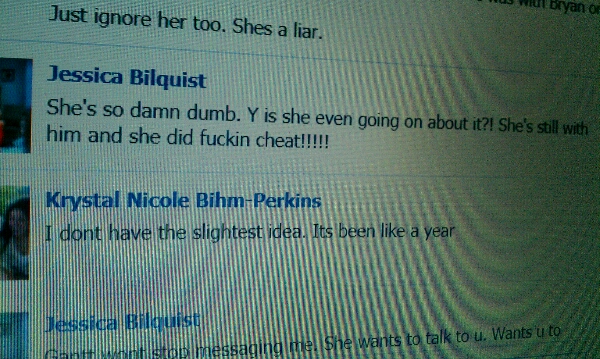 was with Bryan or
Just ignore her too. Shes a liar.
Jessica Bilquist
She's so damn dumb. Y is she even going on about it?! She's still with
him and she did fuckin cheat!!!!!
Krystal Nicole Bihm-Perkins
I dont have the slightest idea. Its been like a year
Jessica Bilquist
Gantt wont stop messaging me. She wants to talk to u. Wants u to